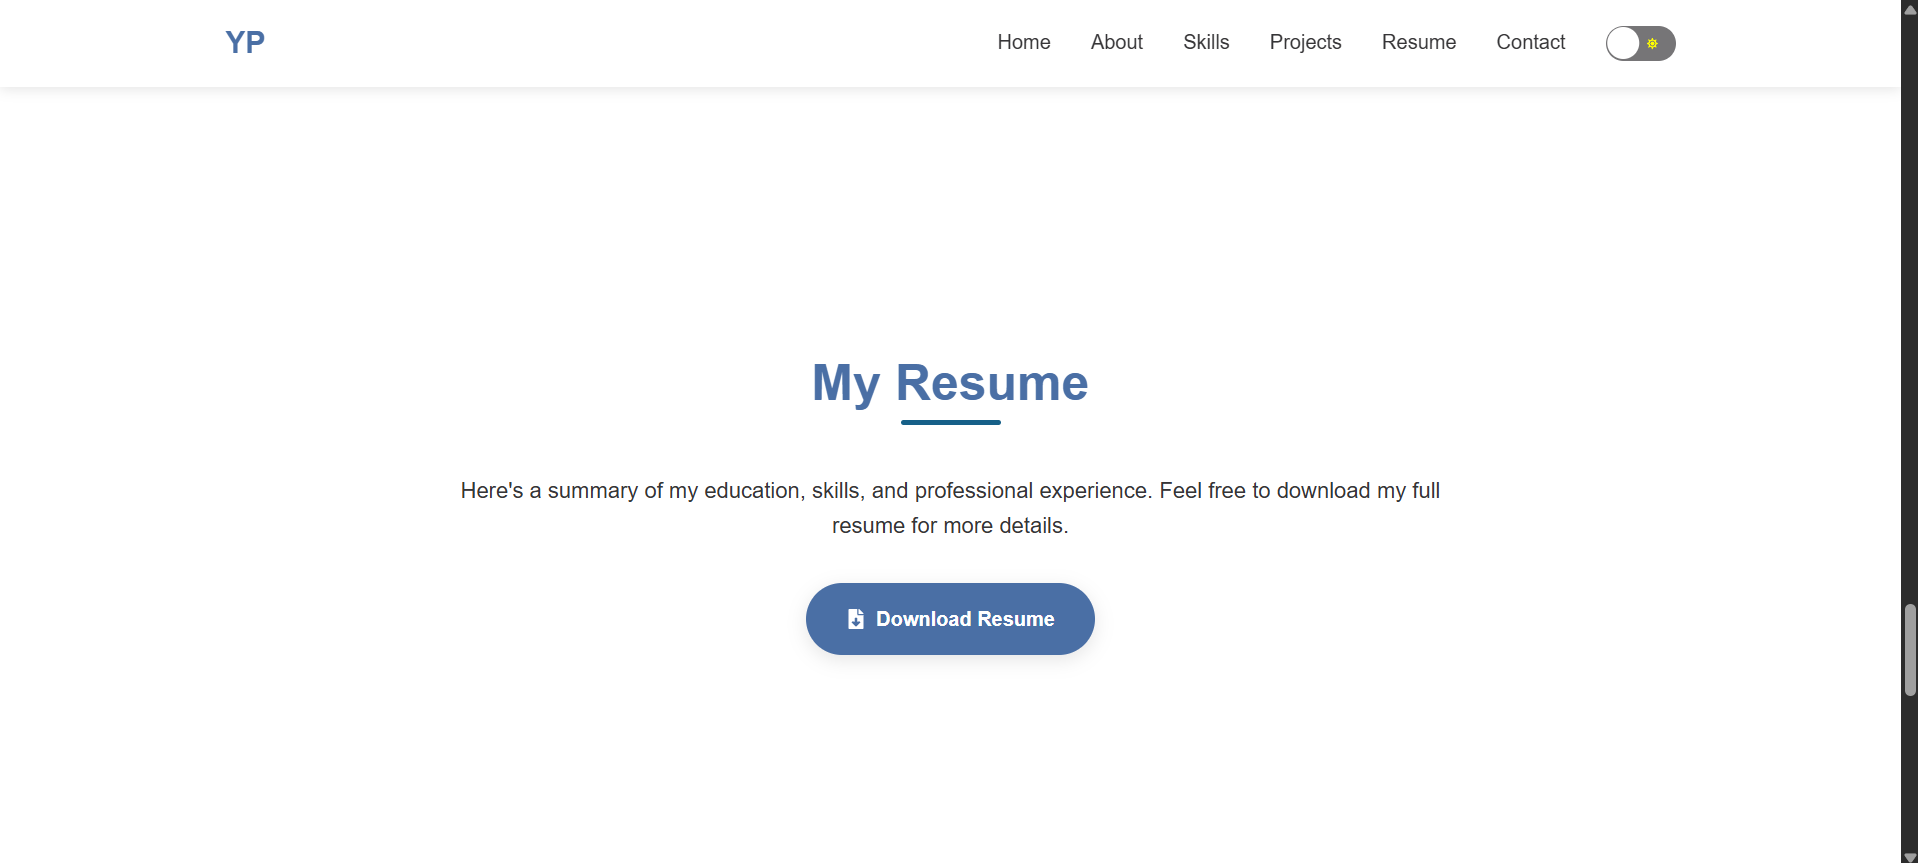 YP
Home
About
Skills
Projects
Resume
Contact
My Resume
Here's a summary of my education, skills, and professional experience. Feel free to download my full
resume for more details.
Download Resume